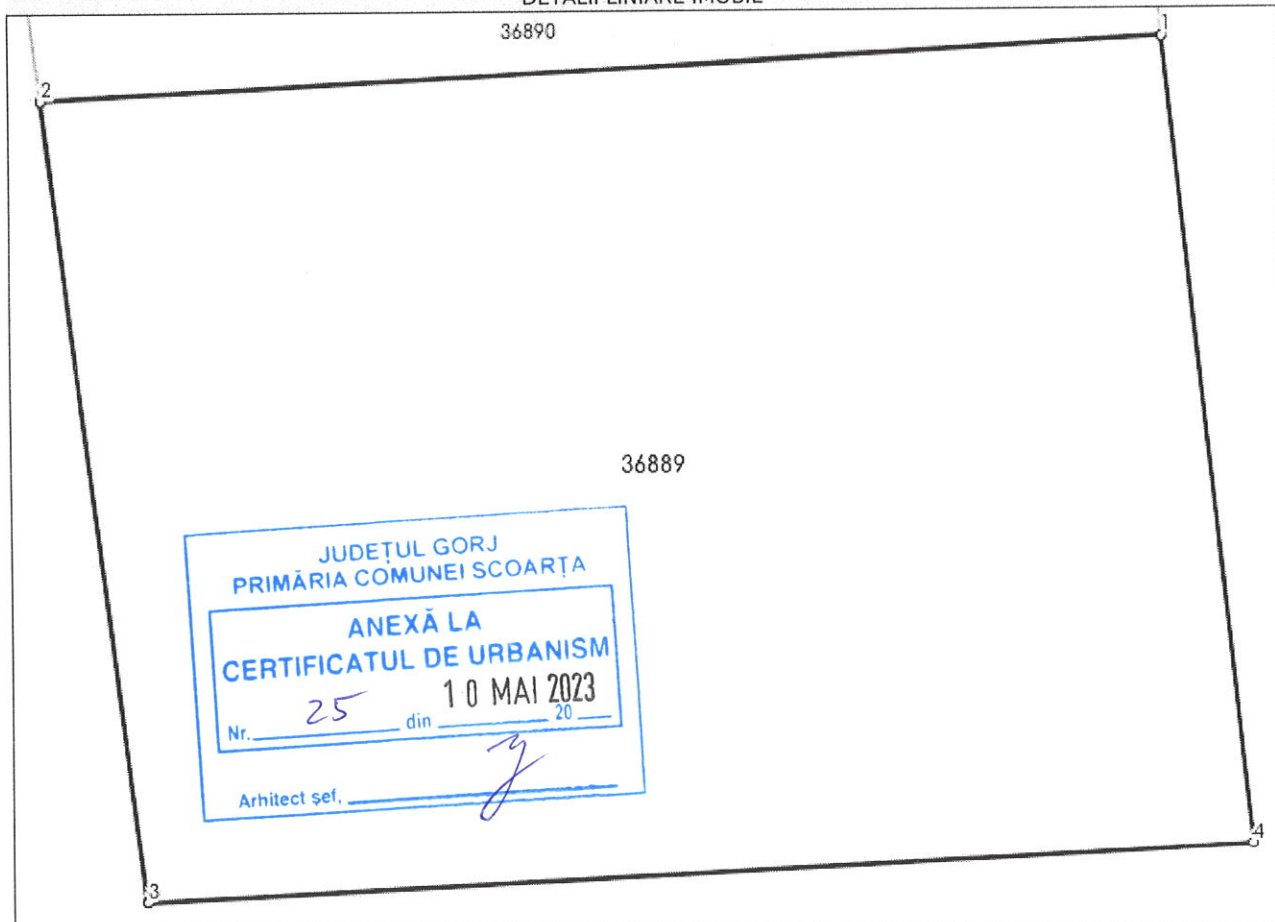 DETALII LINIARE IMOBIL
36890
1
2
36889
JUDEȚUL GORJ
PRIMĂRIA COMUNEI SCOARȚA
ANEXĂ LA
CERTIFICATUL DE URBANISM
Nr. 25 din 10 MAI 2023 20
Arhitect șef,
4
3